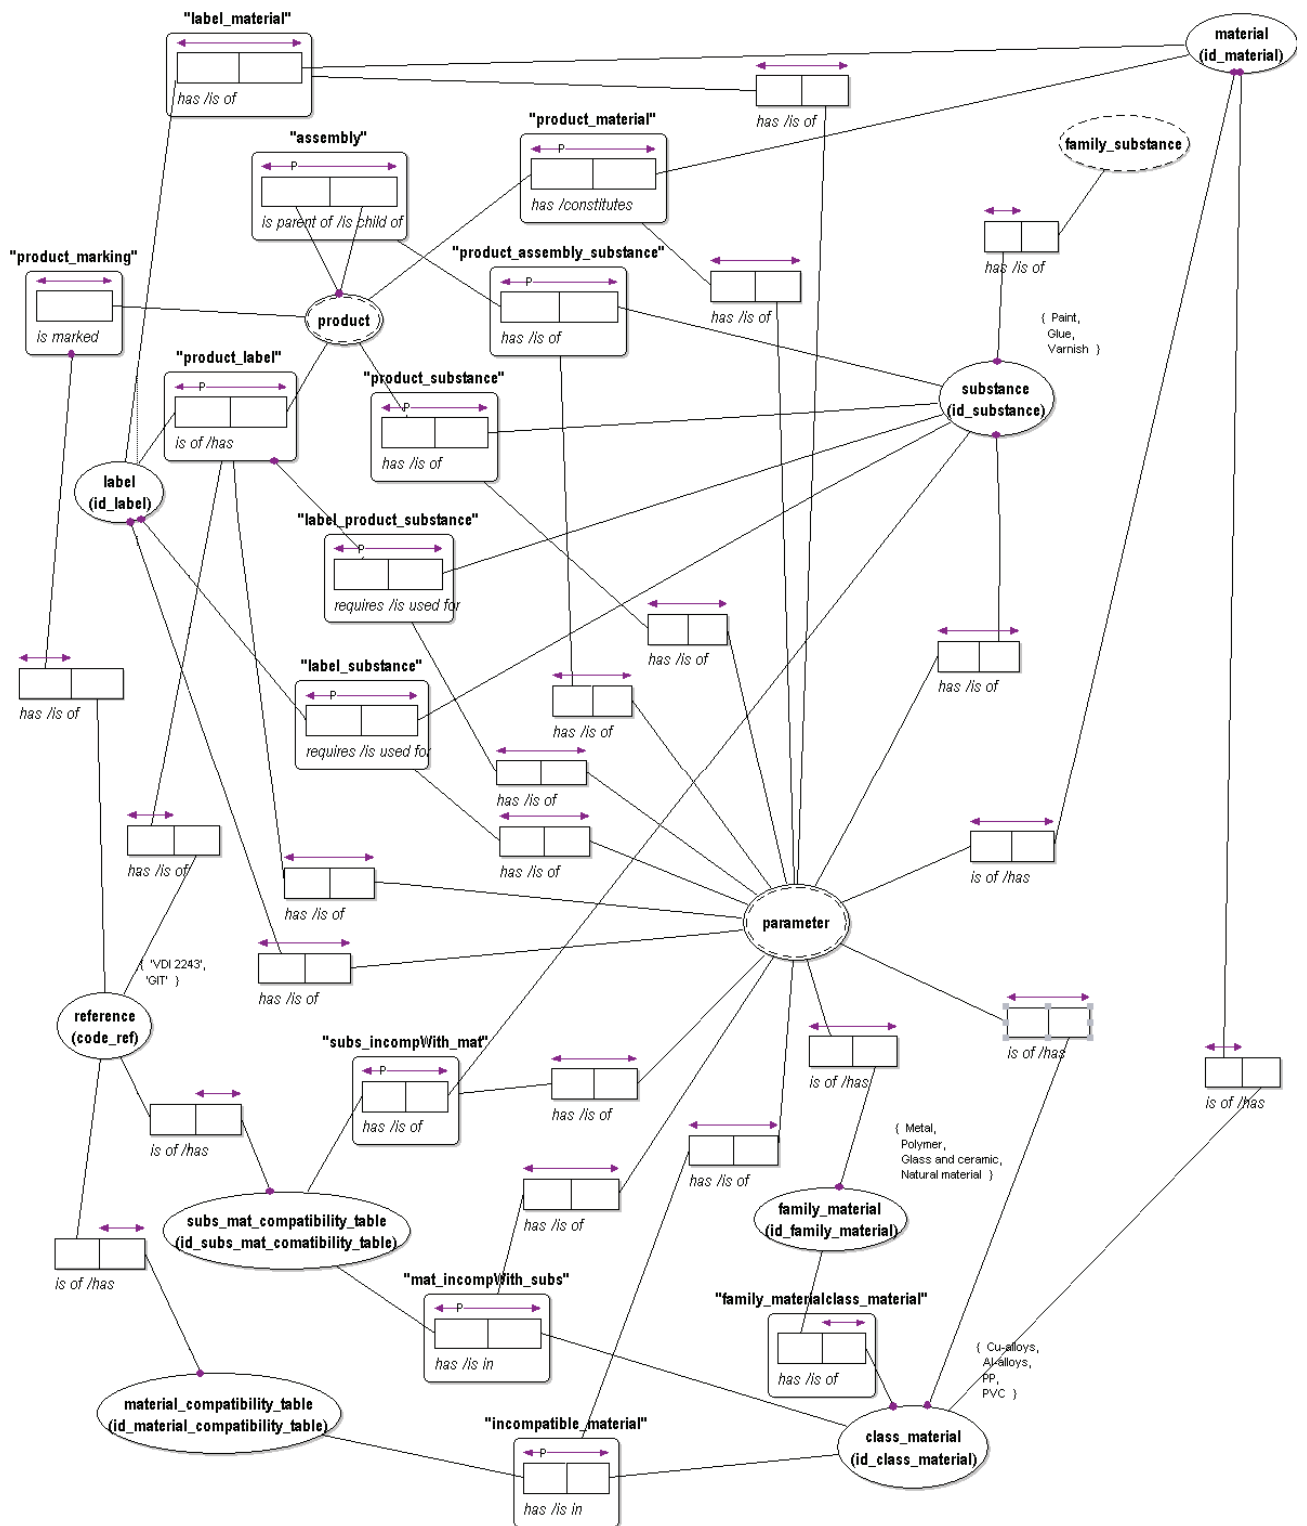 "label_material"
has /is of
material
(id_material)
has /is of
"product_material"
P
has /constitutes
"assembly"
P
is parent of /is child of
family_substance
has /is of
"product_marking"
is marked
"product_assembly_substance"
P
has /is of
has /is of
product
{ Paint,
Glue,
Varnish }
"product_label"
P
is of /has
"product_substance"
P
has /is of
substance
(id_substance)
label
(id_label)
"label_product_substance"
P
requires /is used for
has /is of
has /is of
"label_substance"
P
requires /is used for
has /is of
has /is of
has /is of
has /is of
has /is of
is of /has
has /is of
parameter
has /is of
{ 'VDI 2243',
'GIT' }
reference
(code_ref)
"subs_incompWith_mat"
P
has /is of
has /is of
is of /has
is of /has
is of /has
is of /has
{ Metal,
Polymer,
Glass and ceramic,
Natural material }
has /is of
has /is of
subs_mat_compatibility_table
(id_subs_mat_comatibility_table)
family_material
(id_family_material)
is of /has
"mat_incompWith_subs"
P
has /is in
"family_materialclass_material"
has /is of
{ Cu-alloys,
Al-alloys,
PP,
PVC }
material_compatibility_table
(id_material_compatibility_table)
"incompatible_material"
P
has /is in
class_material
(id_class_material)